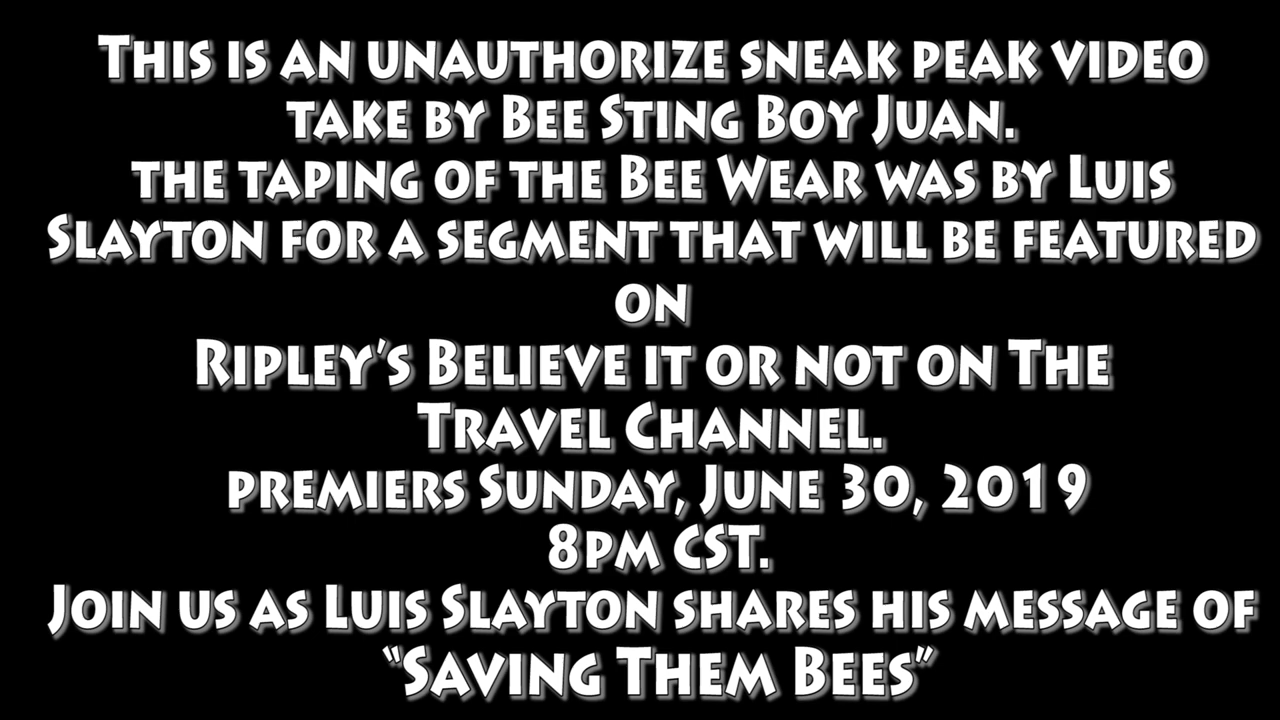 This is an unauthorize sneak peak video
take by Bee Sting Boy Juan.
the taping of the Bee Wear was by Luis
Slayton for a segment that will be featured
on
Ripley's Believe it or not on The
Travel Channel.
premiers Sunday, June 30, 2019
8pm CST.
Join us as Luis Slayton shares his message of
"Saving Them Bees"